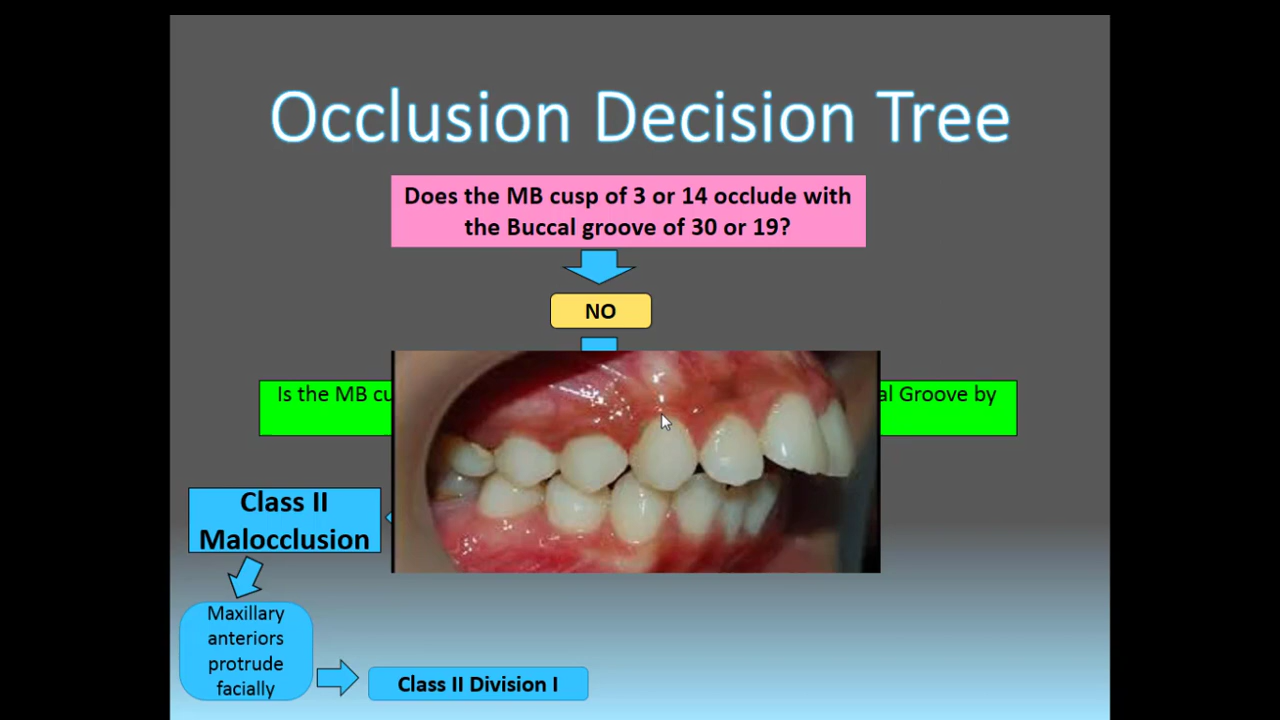 Occlusion Decision Tree
Does the MB cusp of 3 or 14 occlude with
the Buccal groove of 30 or 19?
NO
Is the MB
al Groove by
Class II
Malocclusion
Maxillary
anteriors
protrude
facially
Class II Division I